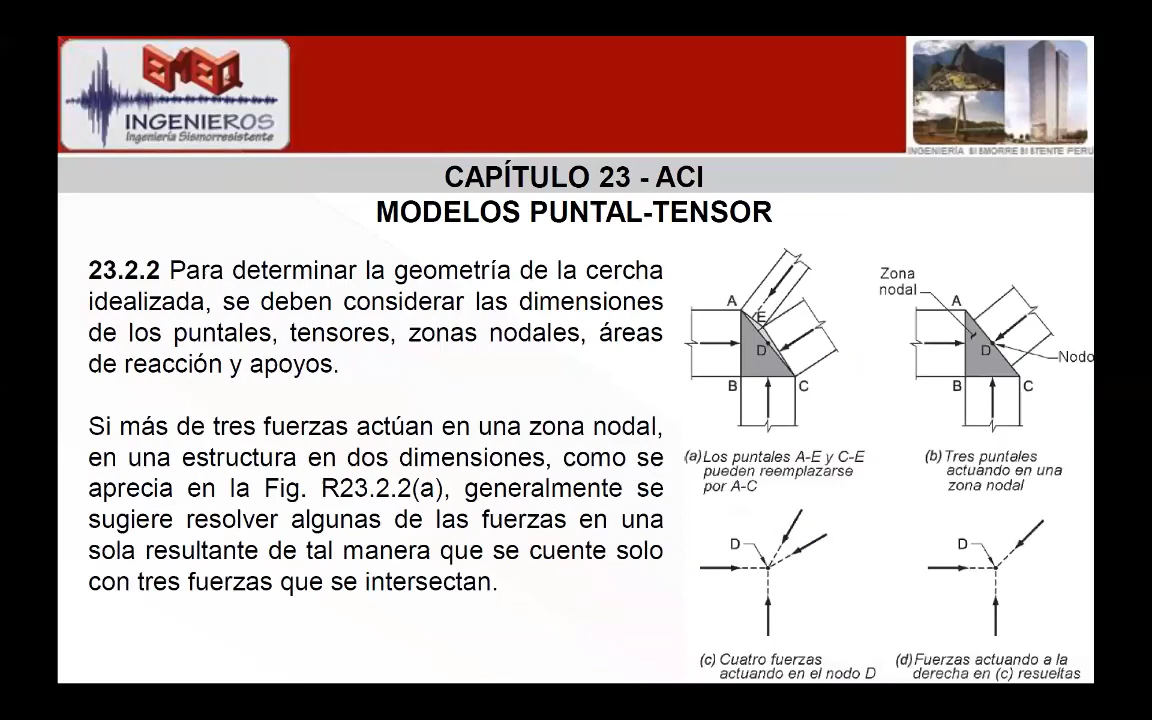 EMEQ
INGENIEROS
Ingeniería Sismorresistente
INGENIERÍA SISMORRESISTENTE PERU
CAPÍTULO 23 - ACI
MODELOS PUNTAL-TENSOR
23.2.2 Para determinar la geometría de la cercha
idealizada, se deben considerar las dimensiones
de los puntales, tensores, zonas nodales, áreas
de reacción y apoyos.
Si más de tres fuerzas actúan en una zona nodal,
en una estructura en dos dimensiones, como se
aprecia en la Fig. R23.2.2(a), generalmente se
sugiere resolver algunas de las fuerzas en una
sola resultante de tal manera que se cuente solo
con tres fuerzas que se intersectan.
A
E
D
B
C
(a) Los puntales A-E y C-E
pueden reemplazarse
por A-C
Zona
nodal
A
D
Nodo
B
C
(b) Tres puntales
actuando en una
zona nodal
D
(c) Cuatro fuerzas
actuando en el nodo D
D
(d) Fuerzas actuando a la
derecha en (c) resueltas